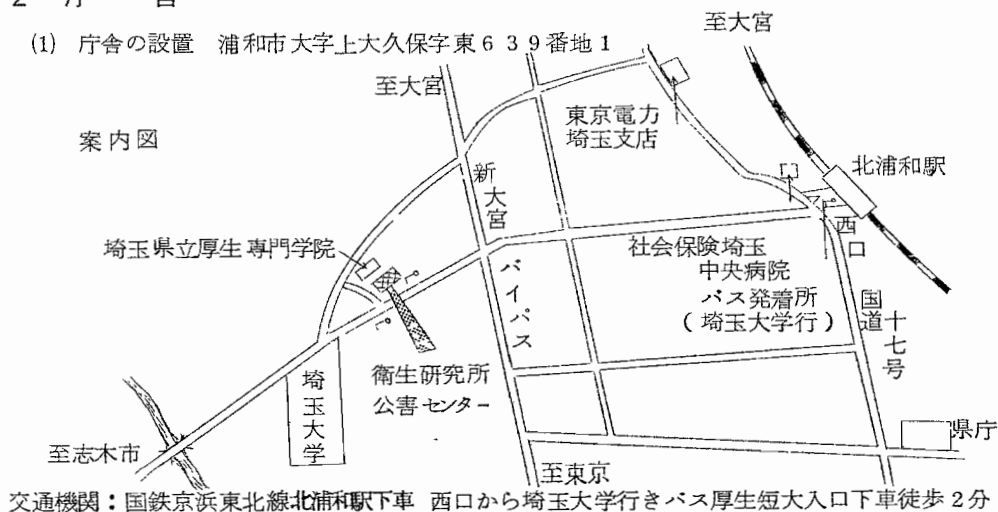 (1) 庁舎の設置 浦和市大字上大久保字東639番地1
至大宮
至大宮
案内図
東京電力
埼玉支店
北浦和駅
新大宮
バイパス
西口
埼玉県立厚生専門学院
社会保険埼玉
中央病院
バス発着所
(埼玉大学行)
国道十七号
衛生研究所
公害センター
埼玉大学
県庁
至志木市
至東京
交通機関:国鉄京浜東北線北浦和駅下車 西口から埼玉大学行きバス厚生短大入口下車徒歩2分